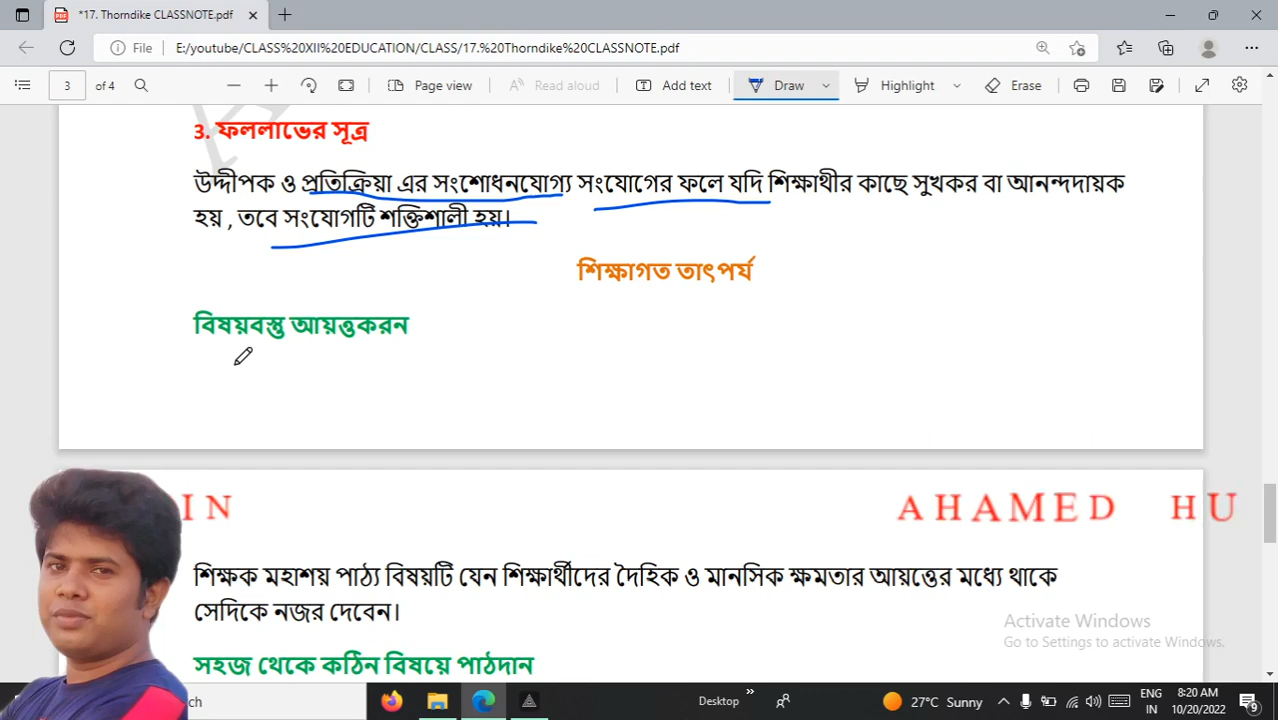 *17. Thorndike CLASSNOTE.pdf
File E:/youtube/CLASS%20XII%20EDUCATION/CLASS/17.%20Thorndike%20CLASSNOTE.pdf
3 of 4 Page view Read aloud Add text Draw Highlight Erase
3. ফললাভের সূত্র
উদ্দীপক ও প্রতিক্রিয়া এর সংশোধনযোগ্য সংযোগের ফলে যদি শিক্ষাথীর কাছে সুখকর বা আনন্দদায়ক
হয় , তবে সংযোগটি শক্তিশালী হয়।
শিক্ষাগত তাৎপর্য
বিষয়বস্তু আয়ত্তকরন
IN AHAMED HU
শিক্ষক মহাশয় পাঠ্য বিষয়টি যেন শিক্ষার্থীদের দৈহিক ও মানসিক ক্ষমতার আয়ত্তের মধ্যে থাকে
সেদিকে নজর দেবেন।
Activate Windows
Go to Settings to activate Windows.
সহজ থেকে কঠিন বিষয়ে পাঠদান
rch Desktop 27°C Sunny ENG IN 8:20 AM 10/20/2022 9